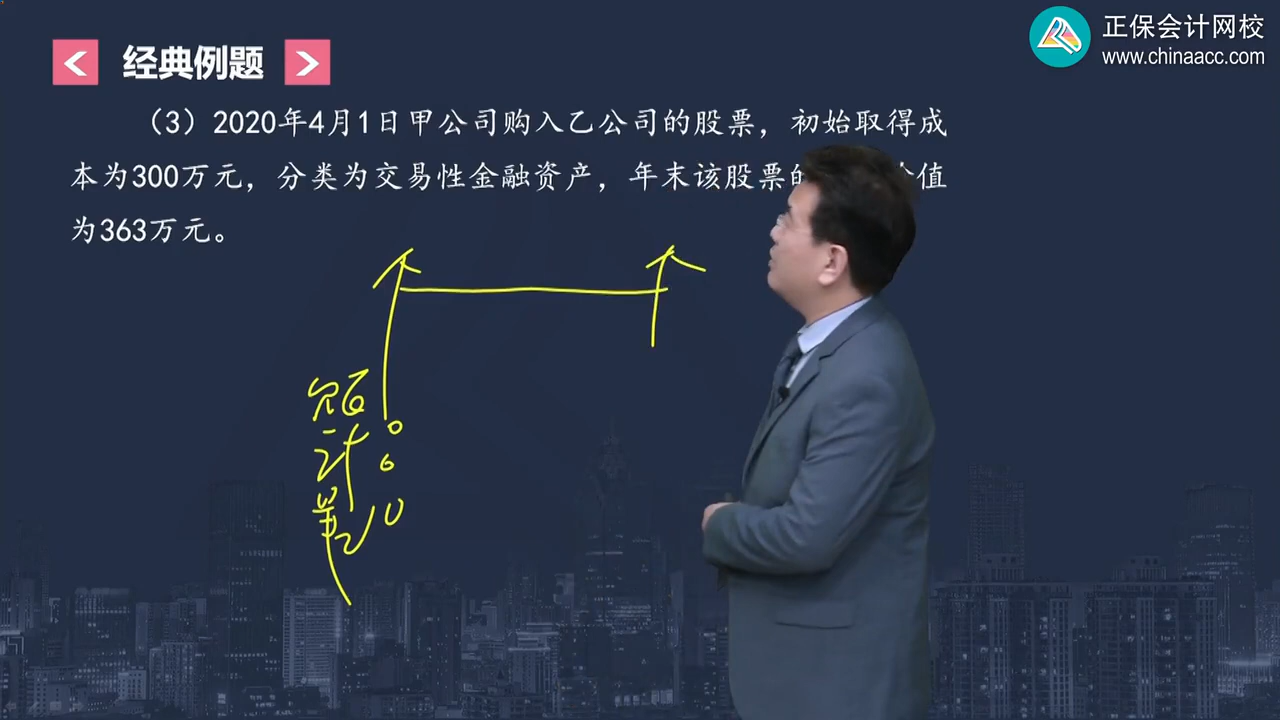 正保会计网校
www.chinaacc.com
经典例题
（3）2020年4月1日甲公司购入乙公司的股票，初始取得成
本为300万元，分类为交易性金融资产，年末该股票的 价值
为363万元。